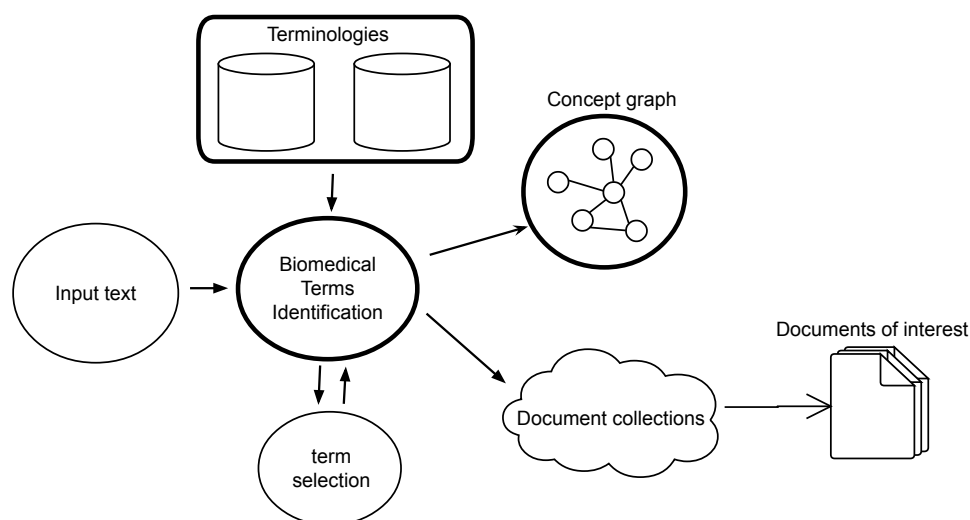 Terminologies
Concept graph
Input text
Biomedical
Terms
Identification
Documents of interest
Document collections
term
selection